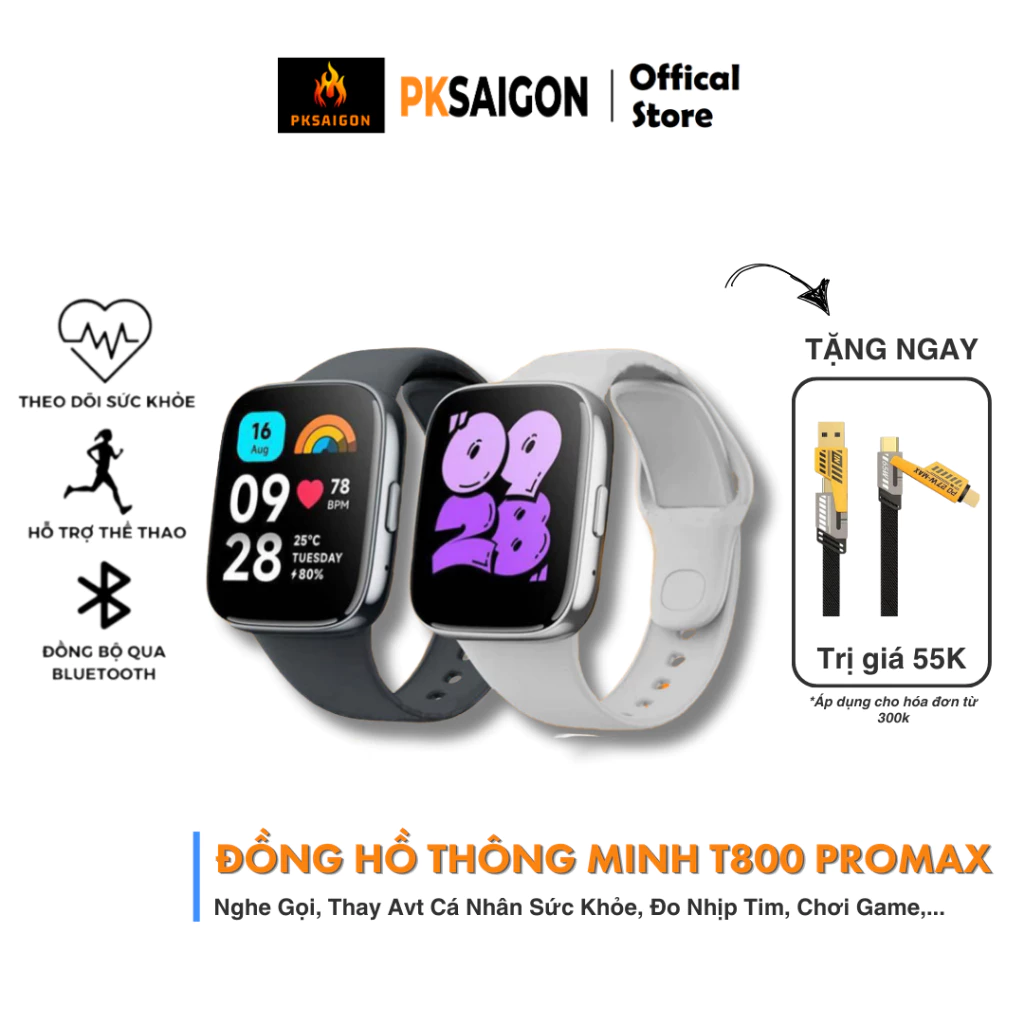 PKSAIGON
PKSAIGON | Offical
Store
TẶNG NGAY
THEO DÕI SỨC KHỎE
HỖ TRỢ THỂ THAO
ĐỒNG BỘ QUA
BLUETOOTH
16
Aug
09 78
BPM
28 25°C
TUESDAY
80%
09
28
PD 27W-MAX
Trị giá 55K
*Áp dụng cho hóa đơn từ
300k
ĐỒNG HỒ THÔNG MINH T800 PROMAX
Nghe Gọi, Thay Avt Cá Nhân Sức Khỏe, Đo Nhịp Tim, Chơi Game,...